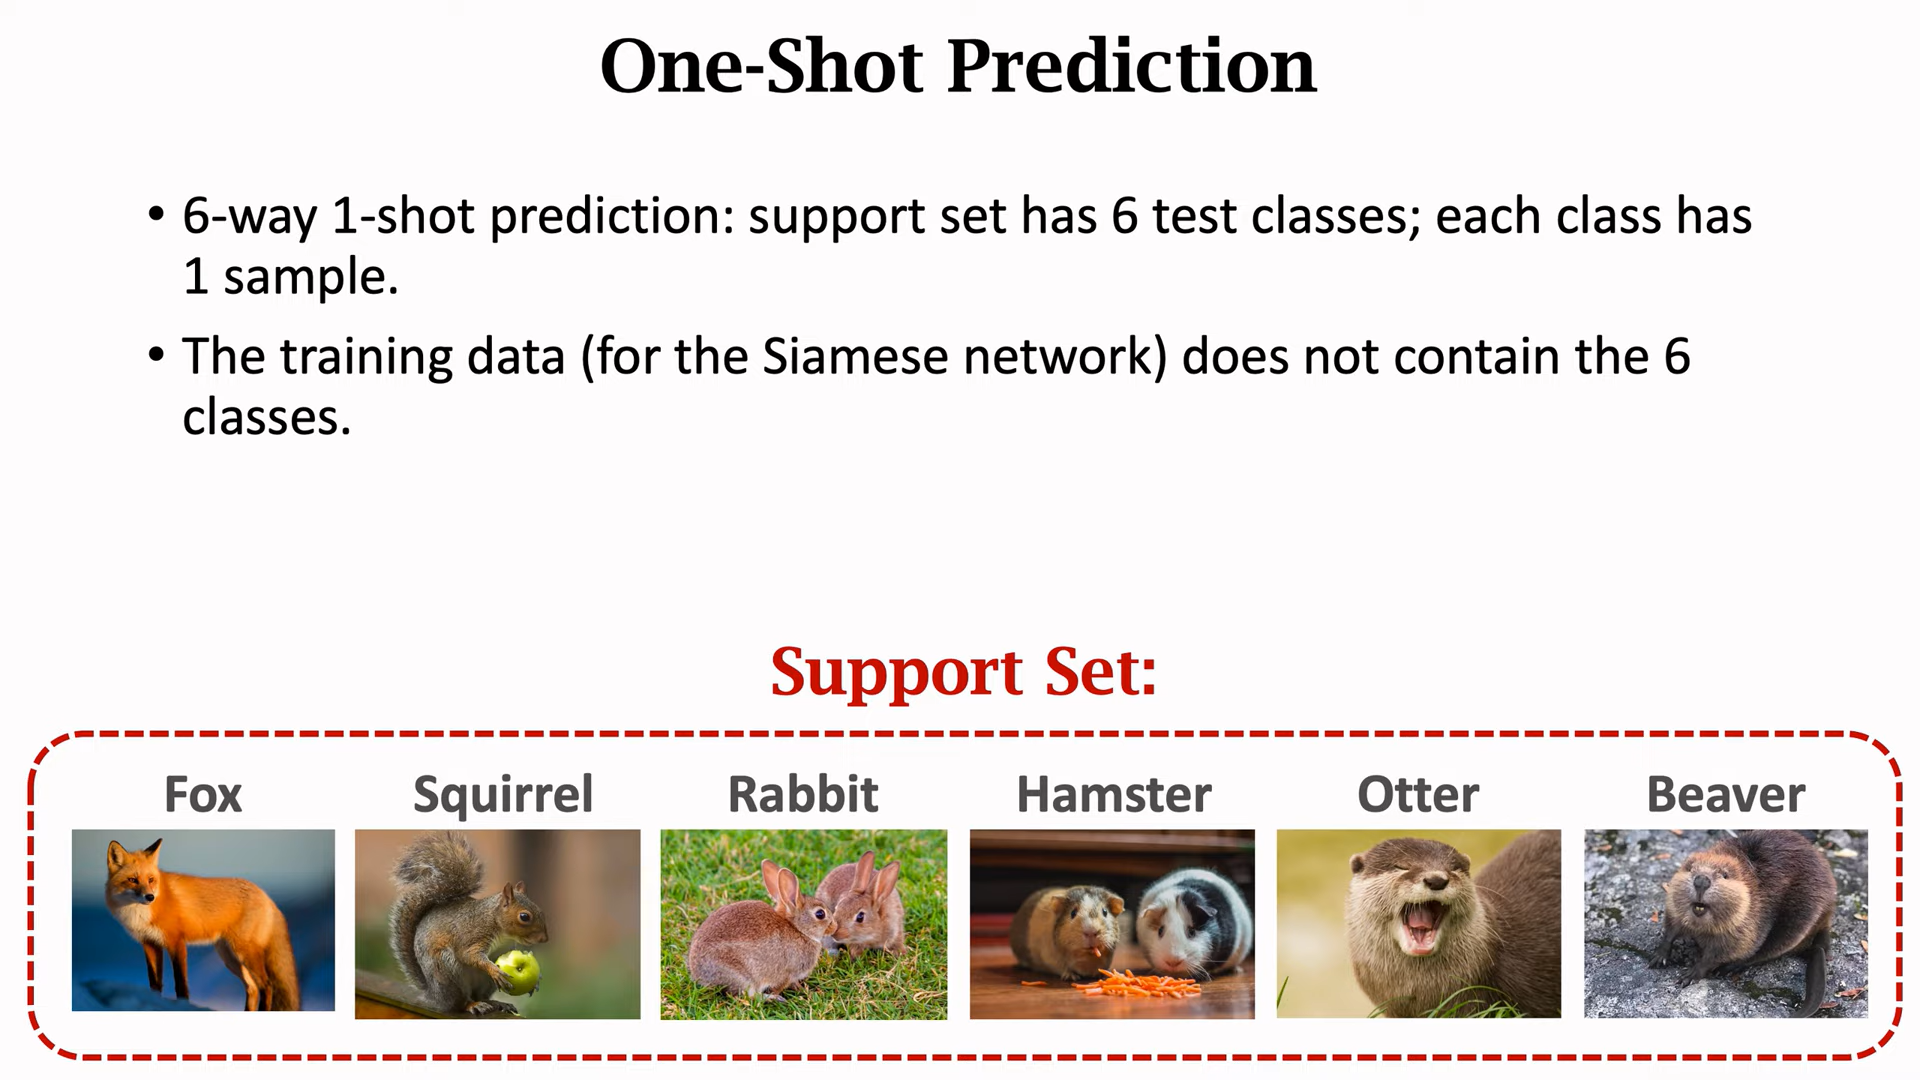 One-Shot Prediction
• 6-way 1-shot prediction: support set has 6 test classes; each class has
1 sample.
• The training data (for the Siamese network) does not contain the 6
classes.
Support Set:
Fox Squirrel Rabbit Hamster Otter Beaver